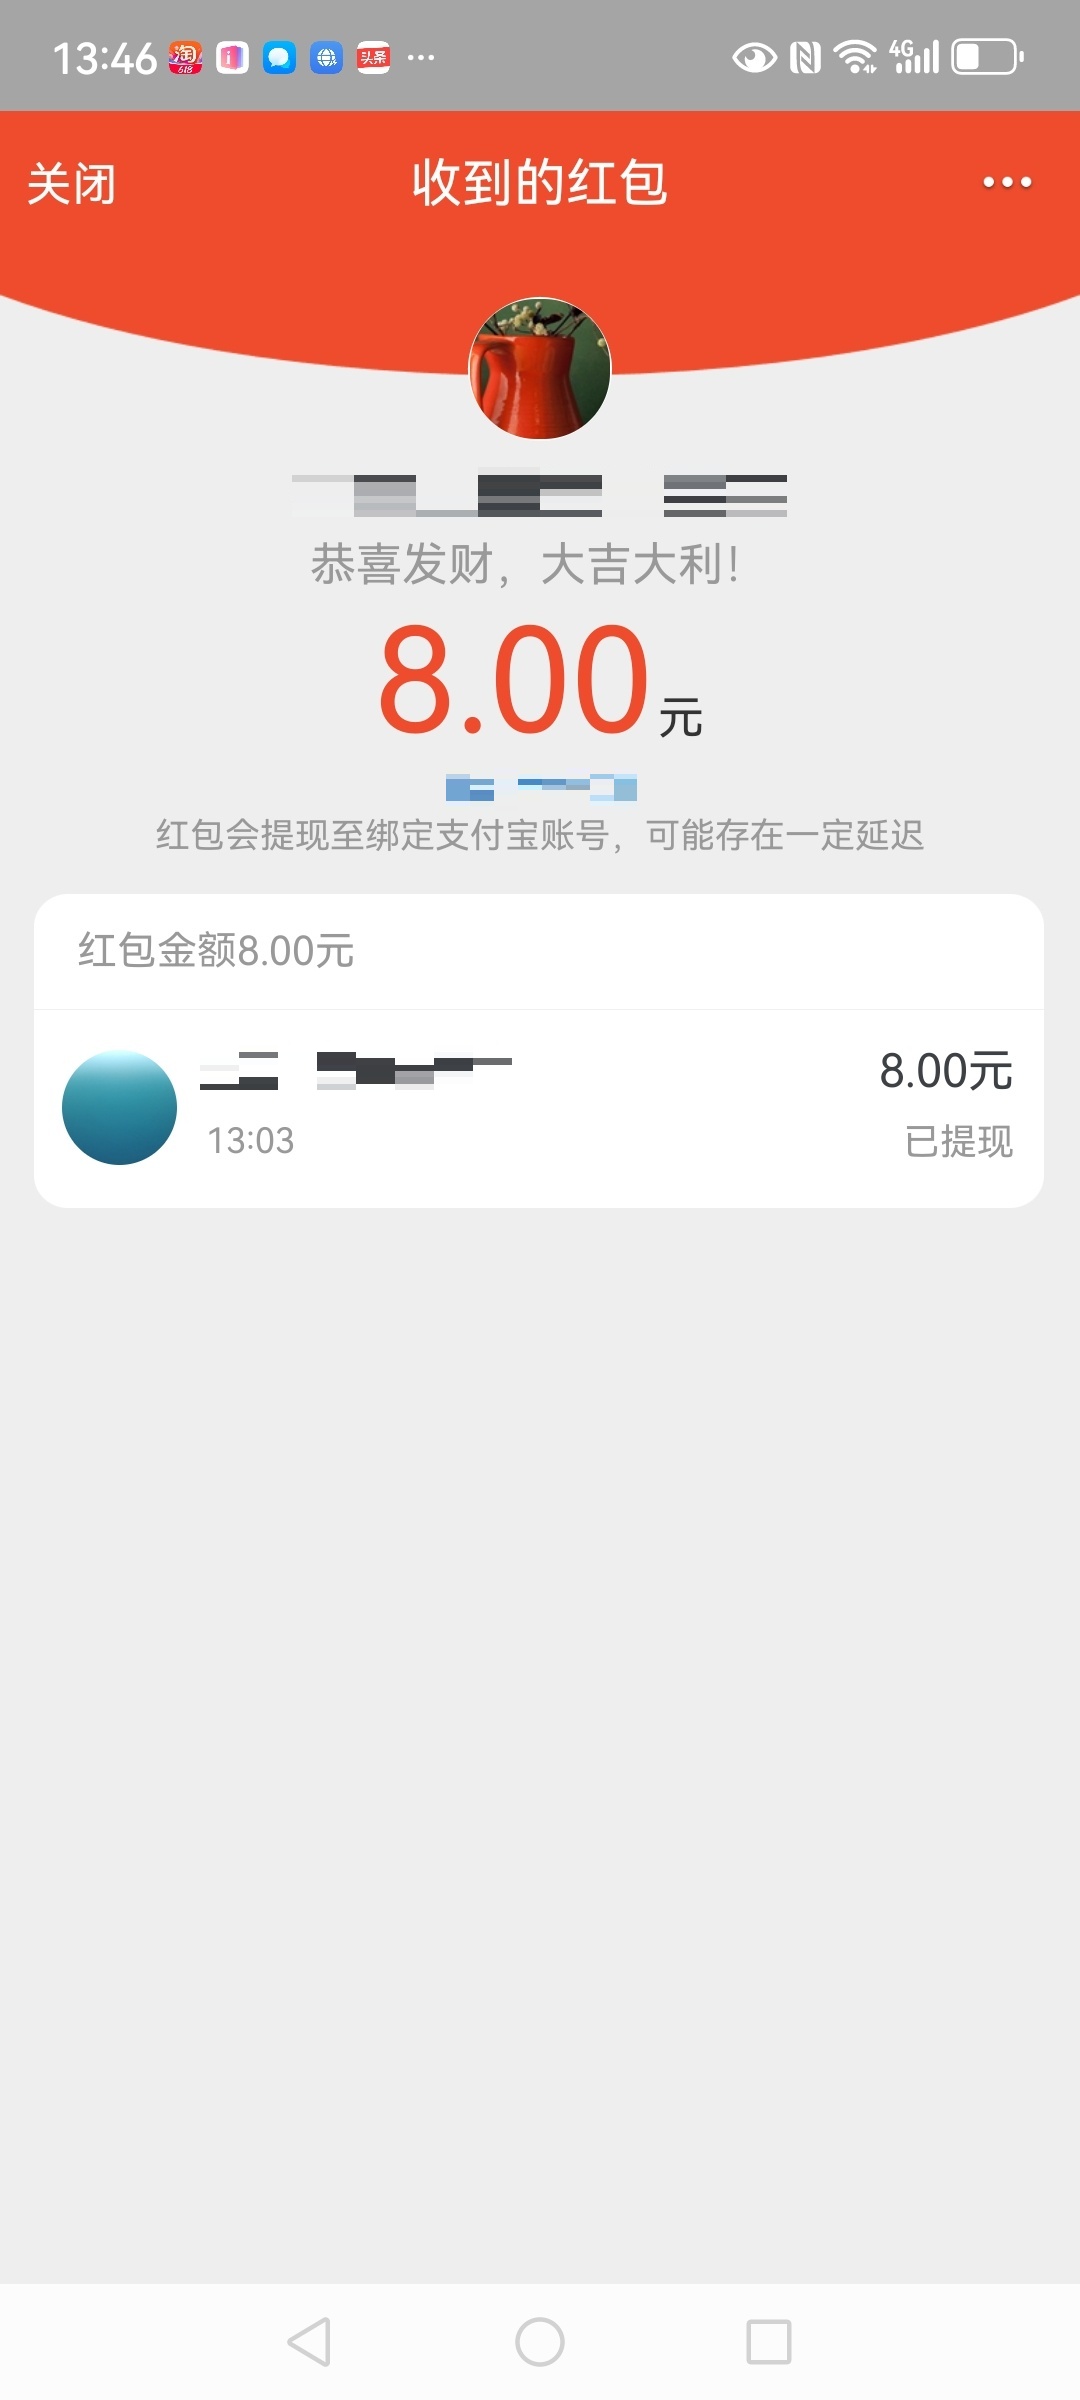 13:46 淘 618 头条 4G
关闭 收到的红包
恭喜发财，大吉大利！
8.00元
红包会提现至绑定支付宝账号，可能存在一定延迟
红包金额8.00元
8.00元
13:03 已提现